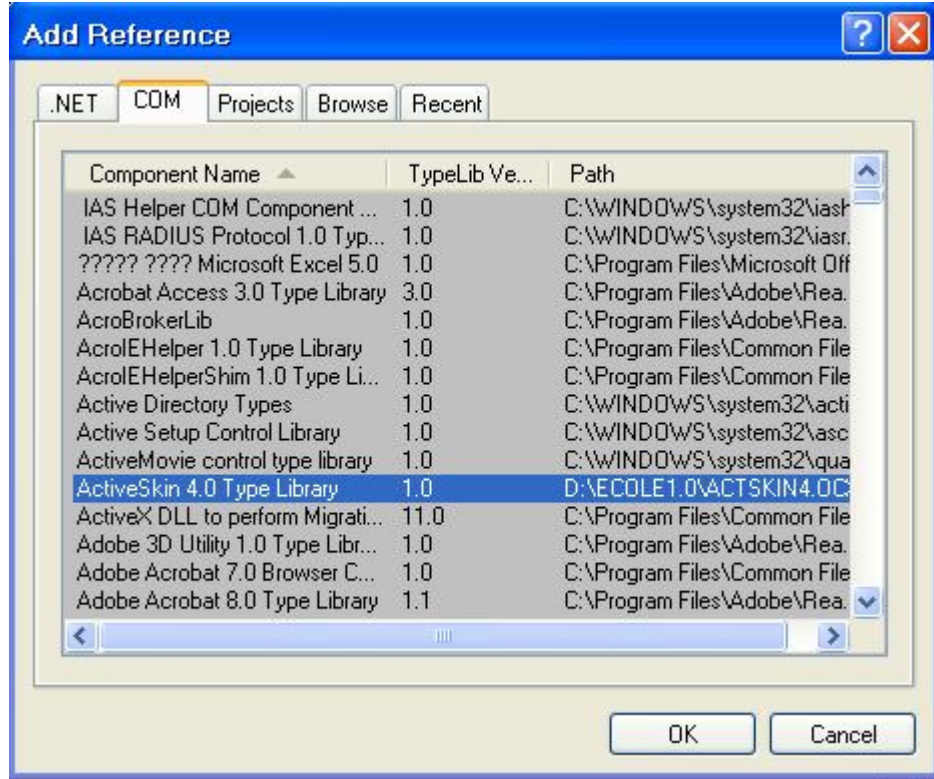 Add Reference
.NET COM Projects Browse Recent
Component Name TypeLib Ve... Path
IAS Helper COM Component ... 1.0 C:\WINDOWS\system32\iash
IAS RADIUS Protocol 1.0 Typ... 1.0 C:\WINDOWS\system32\iasr.
????? ???? Microsoft Excel 5.0 1.0 C:\Program Files\Microsoft Off
Acrobat Access 3.0 Type Library 3.0 C:\Program Files\Adobe\Rea.
AcroBrokerLib 1.0 C:\Program Files\Adobe\Rea.
AcroIEHelper 1.0 Type Library 1.0 C:\Program Files\Common File
AcroIEHelperShim 1.0 Type Li... 1.0 C:\Program Files\Common File
Active Directory Types 1.0 C:\WINDOWS\system32\acti
Active Setup Control Library 1.0 C:\WINDOWS\system32\asc
ActiveMovie control type library 1.0 C:\WINDOWS\system32\qua
ActiveSkin 4.0 Type Library 1.0 D:\ECOLE1.0\ACTSKIN4.OC
ActiveX DLL to perform Migrati... 11.0 C:\Program Files\Common File
Adobe 3D Utility 1.0 Type Libr... 1.0 C:\Program Files\Adobe\Rea.
Adobe Acrobat 7.0 Browser C... 1.0 C:\Program Files\Common File
Adobe Acrobat 8.0 Type Library 1.1 C:\Program Files\Adobe\Rea.
OK Cancel